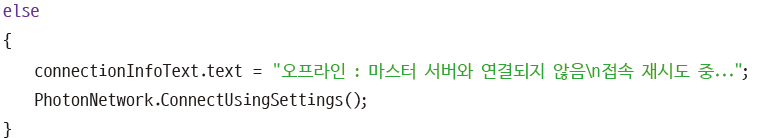 else
{
connectionInfoText.text = "오프라인 : 마스터 서버와 연결되지 않음\n접속 재시도 중...";
PhotonNetwork.ConnectUsingSettings();
}